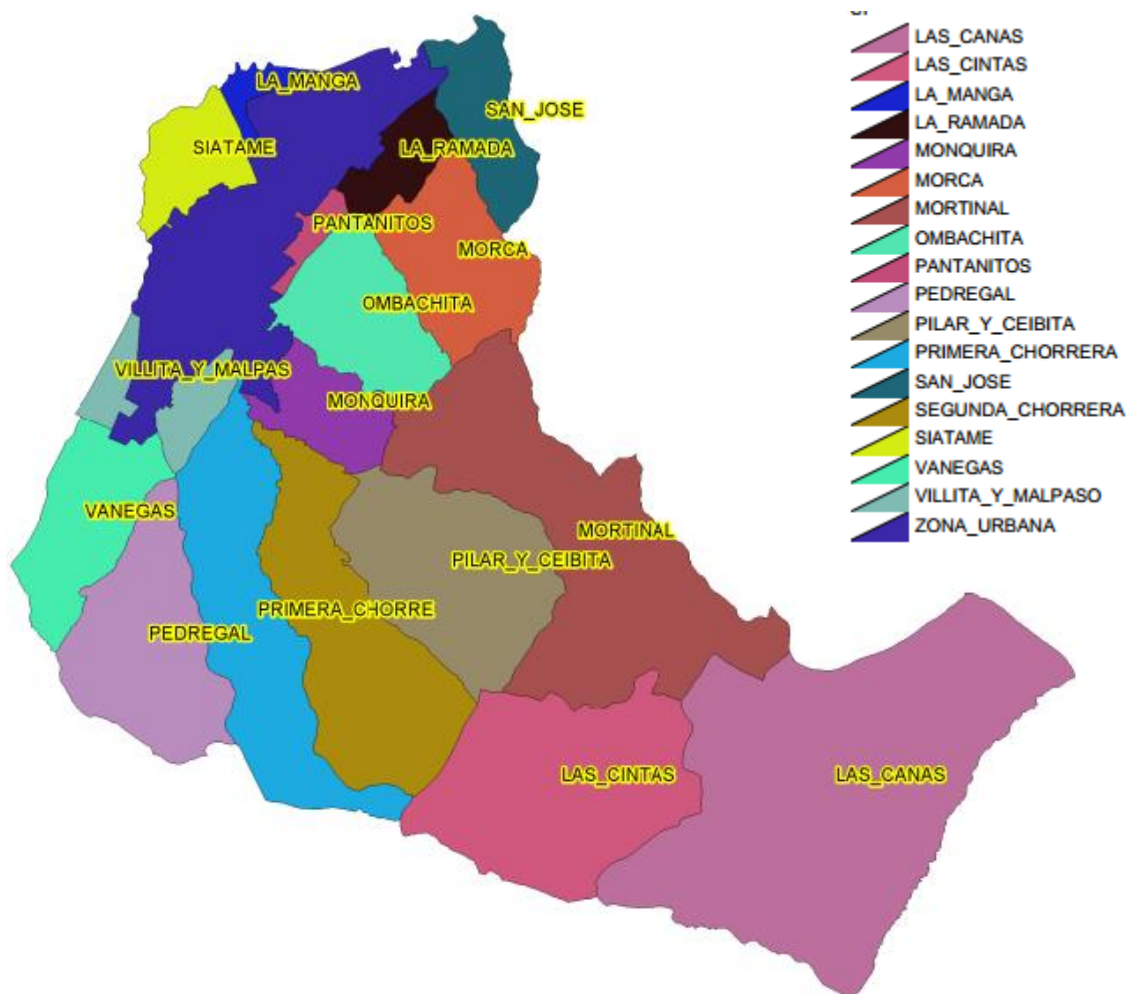 LA_MANGA
SAN_JOSE
SIATAME
LA_RAMADA
PANTANITOS
MORCA
OMBACHITA
VILLITA_Y_MALPAS
MONQUIRA
VANEGAS
MORTINAL
PILAR_Y_CEIBITA
PRIMERA_CHORRE
PEDREGAL
LAS_CINTAS
LAS_CANAS
LAS_CANAS
LAS_CINTAS
LA_MANGA
LA_RAMADA
MONQUIRA
MORCA
MORTINAL
OMBACHITA
PANTANITOS
PEDREGAL
PILAR_Y_CEIBITA
PRIMERA_CHORRERA
SAN_JOSE
SEGUNDA_CHORRERA
SIATAME
VANEGAS
VILLITA_Y_MALPASO
ZONA_URBANA